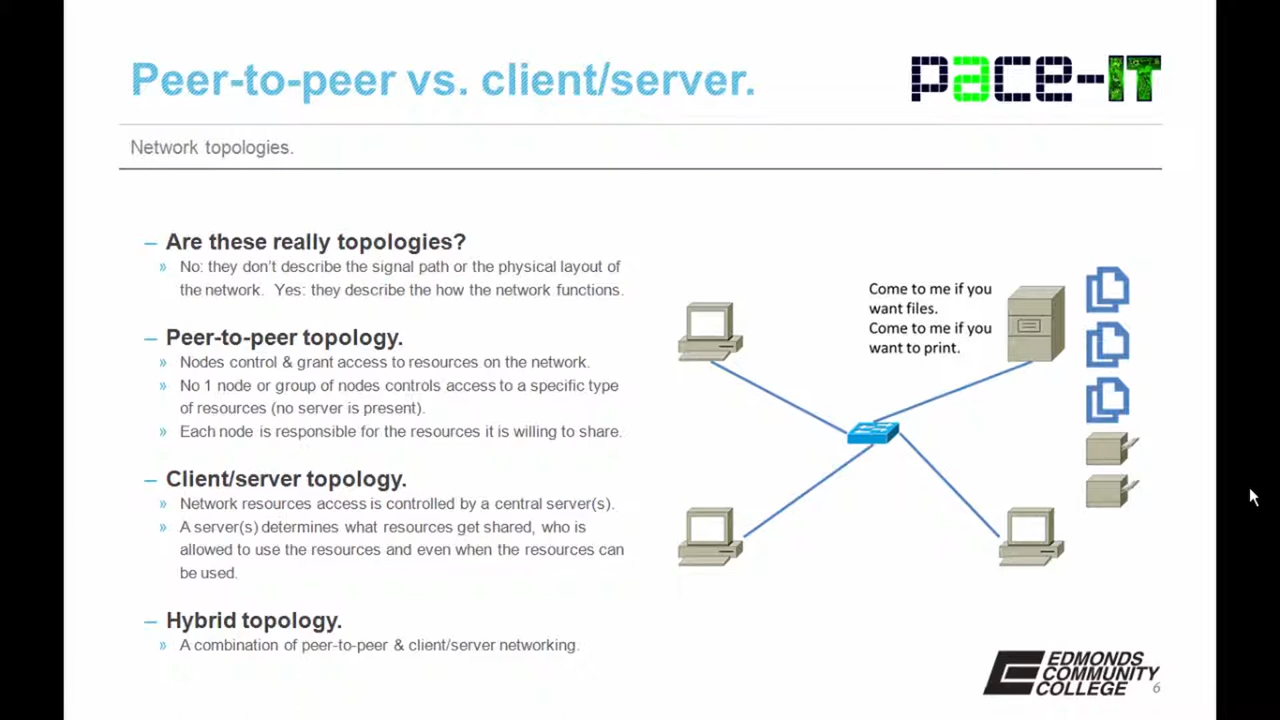 Peer-to-peer vs. client/server.
pace-IT
Network topologies.
– Are these really topologies?
» No: they don't describe the signal path or the physical layout of
the network. Yes: they describe the how the network functions.
– Peer-to-peer topology.
» Nodes control & grant access to resources on the network.
» No 1 node or group of nodes controls access to a specific type
of resources (no server is present).
» Each node is responsible for the resources it is willing to share.
– Client/server topology.
» Network resources access is controlled by a central server(s).
» A server(s) determines what resources get shared, who is
allowed to use the resources and even when the resources can
be used.
– Hybrid topology.
» A combination of peer-to-peer & client/server networking.
Come to me if you
want files.
Come to me if you
want to print.
EDMONDS
COMMUNITY
COLLEGE
6